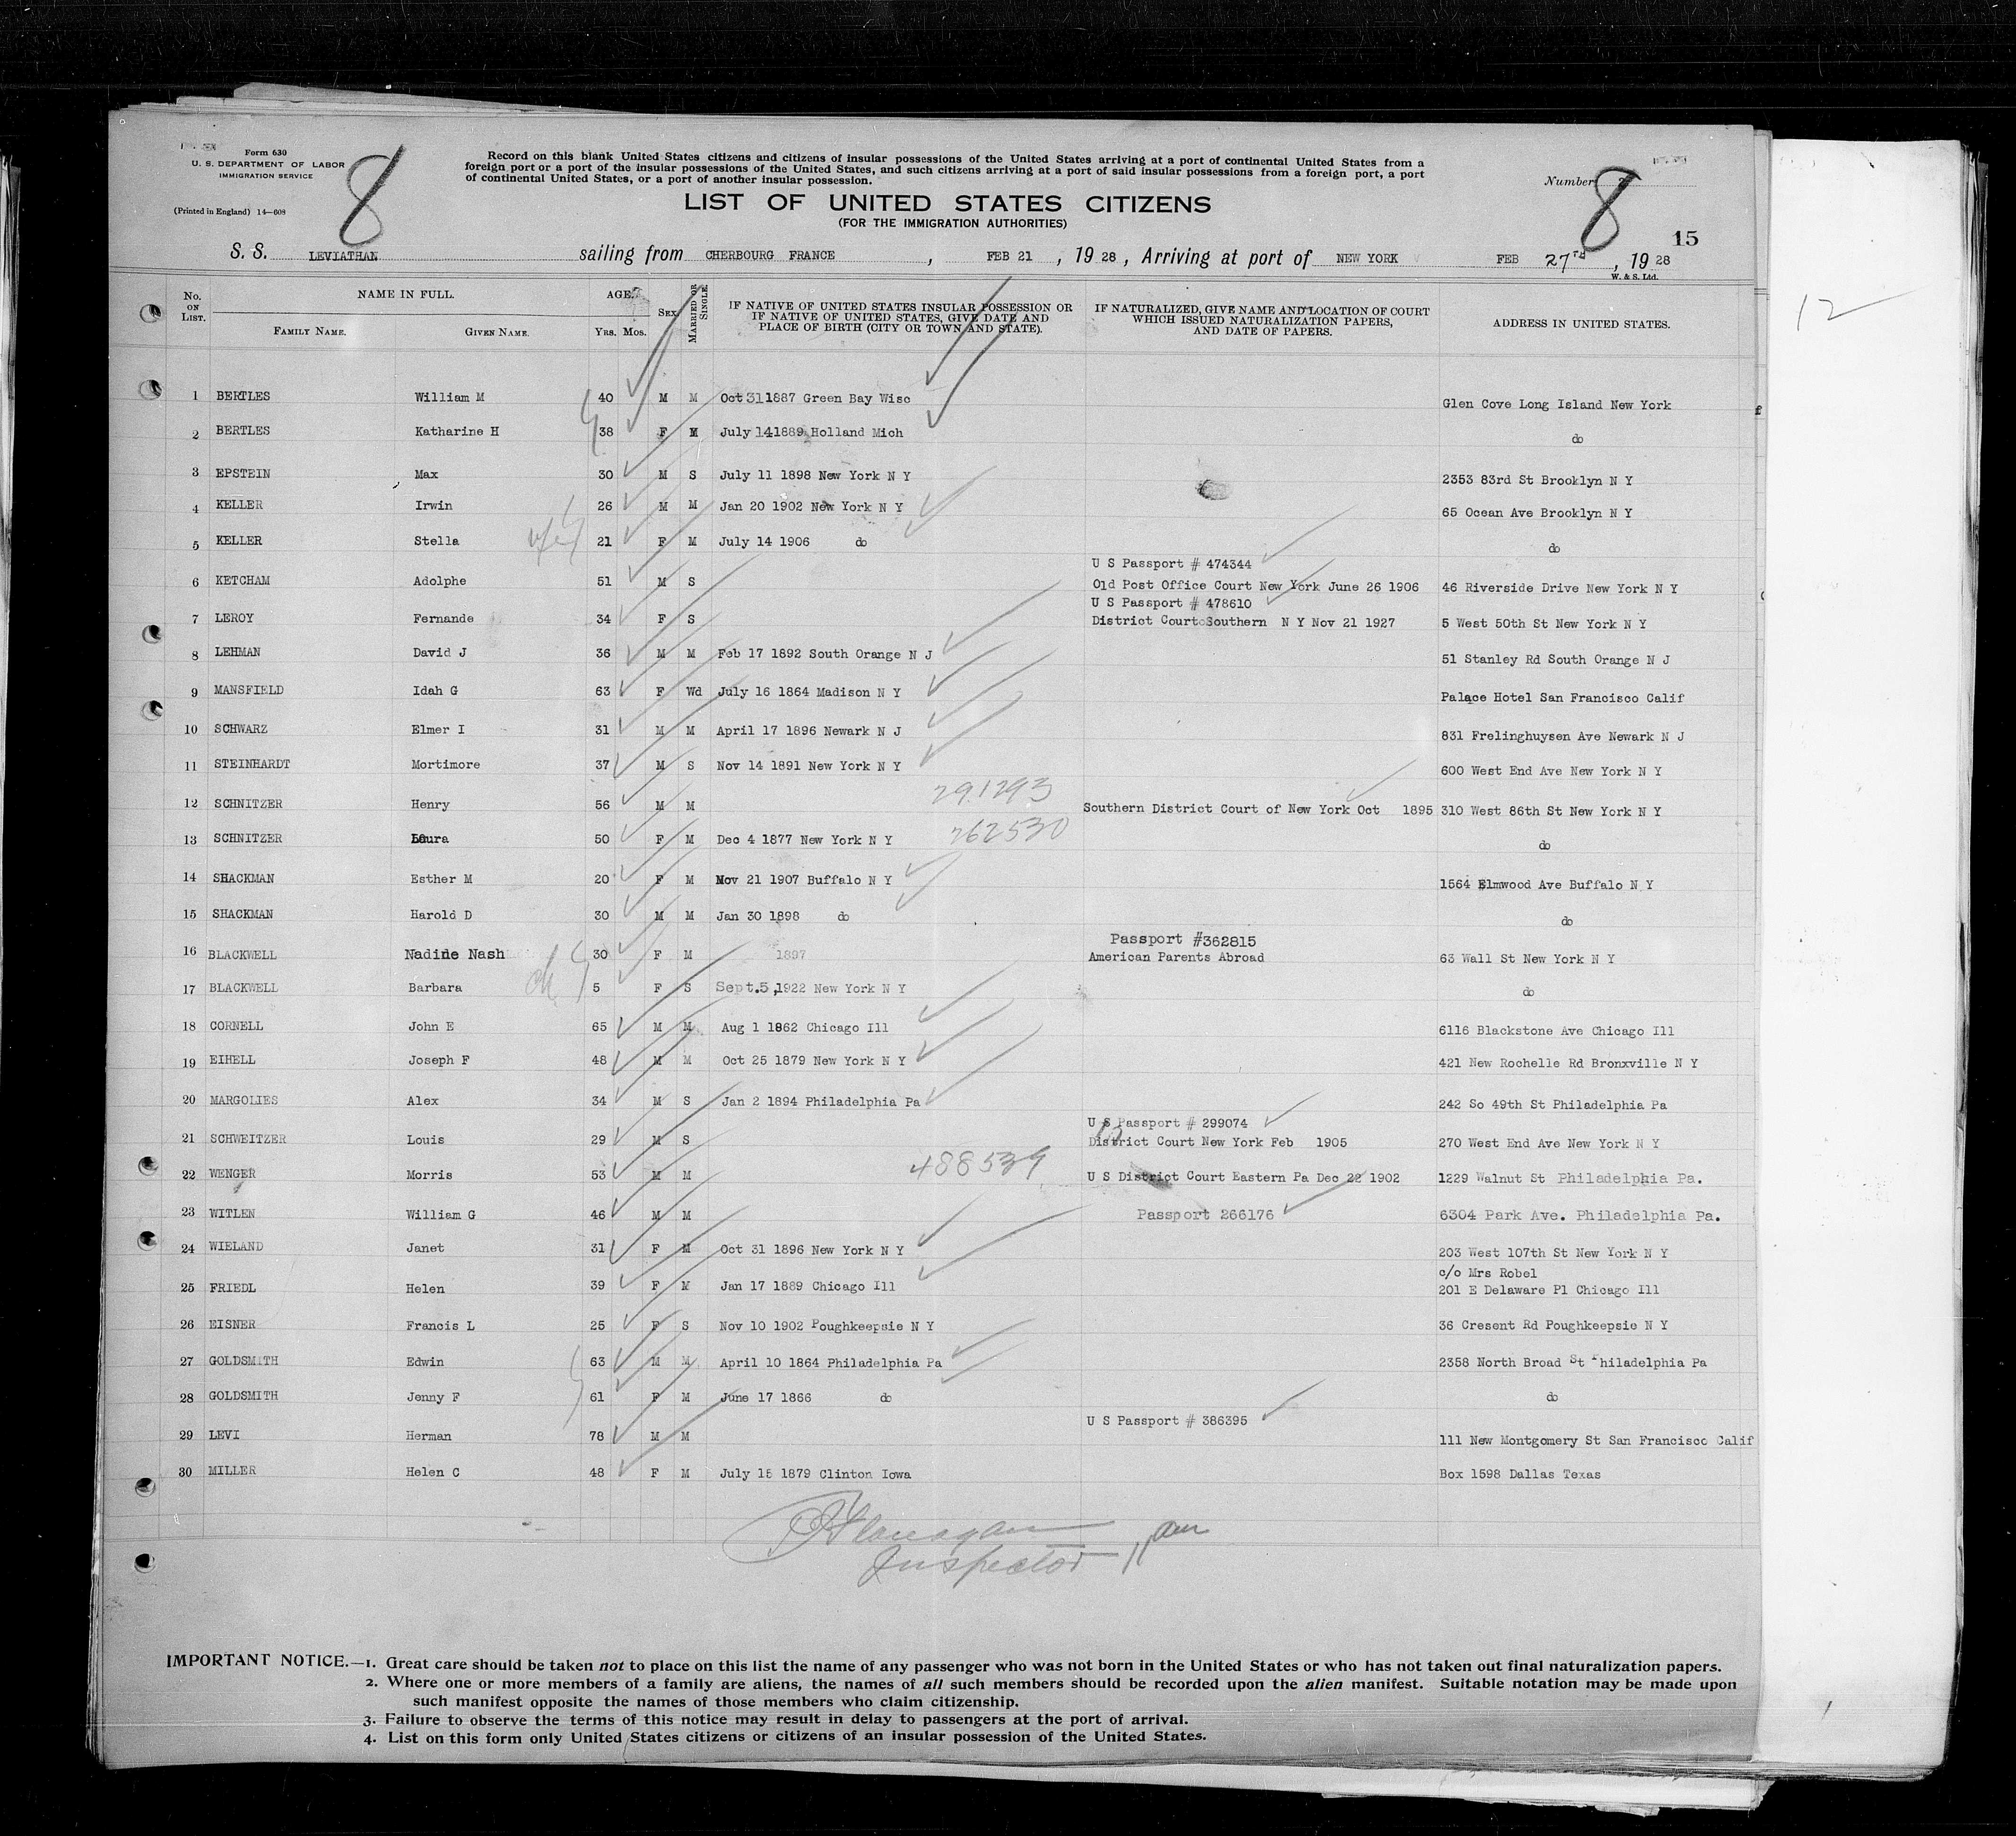 Form 630
U. S. DEPARTMENT OF LABOR
IMMIGRATION SERVICE
(Printed in England) 14—608
8
Record on this blank United States citizens and citizens of insular possessions of the United States arriving at a port of continental United States from a
foreign port or a port of the insular possessions of the United States, and such citizens arriving at a port of said insular possessions from a foreign port, a port
of continental United States, or a port of another insular possession.
LIST OF UNITED STATES CITIZENS
(FOR THE IMMIGRATION AUTHORITIES)
Number 8
15
S. S. LEVIATHAN sailing from CHERBOURG FRANCE , FEB 21 , 19 28 , Arriving at port of NEW YORK FEB 27TH , 19 28
W. & S. Ltd.
12
No. ON LIST. NAME IN FULL. FAMILY NAME. GIVEN NAME. AGE. YRS. MOS. SEX MARRIED OR SINGLE. IF NATIVE OF UNITED STATES INSULAR POSSESSION OR IF NATIVE OF UNITED STATES, GIVE DATE AND PLACE OF BIRTH (CITY OR TOWN AND STATE). IF NATURALIZED, GIVE NAME AND LOCATION OF COURT WHICH ISSUED NATURALIZATION PAPERS, AND DATE OF PAPERS. ADDRESS IN UNITED STATES.
1 BERTLES William M 40 M M Oct 31 1887 Green Bay Wisc Glen Cove Long Island New York
2 BERTLES Katharine H 38 F M July 14 1889 Holland Mich do
3 EPSTEIN Max 30 M S July 11 1898 New York N Y 2353 83rd St Brooklyn N Y
4 KELLER Irwin 26 M M Jan 20 1902 New York N Y 65 Ocean Ave Brooklyn N Y
5 KELLER Stella 21 F M July 14 1906 do do
U S Passport # 474344
6 KETCHAM Adolphe 51 M S Old Post Office Court New York June 26 1906 46 Riverside Drive New York N Y
U S Passport # 478610
7 LEROY Fernande 34 F S District Court Southern N Y Nov 21 1927 5 West 50th St New York N Y
8 LEHMAN David J 36 M M Feb 17 1892 South Orange N J 51 Stanley Rd South Orange N J
9 MANSFIELD Idah G 63 F Wd July 16 1864 Madison N Y Palace Hotel San Francisco Calif
10 SCHWARZ Elmer I 31 M M April 17 1896 Newark N J 831 Frelinghuysen Ave Newark N J
11 STEINHARDT Mortimore 37 M S Nov 14 1891 New York N Y 600 West End Ave New York N Y
12 SCHNITZER Henry 56 M M 291293 Southern District Court of New York Oct 1895 310 West 86th St New York N Y
13 SCHNITZER Laura 50 F M Dec 4 1877 New York N Y 262530 do
14 SHACKMAN Esther M 20 F M Nov 21 1907 Buffalo N Y 1564 Elmwood Ave Buffalo N Y
15 SHACKMAN Harold D 30 M M Jan 30 1898 do do
Passport #362815
16 BLACKWELL Nadine Nash 30 F M 1897 American Parents Abroad 63 Wall St New York N Y
17 BLACKWELL Barbara 5 F S Sept.5,1922 New York N Y do
18 CORNELL John E 65 M M Aug 1 1862 Chicago Ill 6116 Blackstone Ave Chicago Ill
19 EIHELL Joseph F 48 M M Oct 25 1879 New York N Y 421 New Rochelle Rd Bronxville N Y
20 MARGOLIES Alex 34 M S Jan 2 1894 Philadelphia Pa 242 So 49th St Philadelphia Pa
U S Passport # 299074
21 SCHWEITZER Louis 29 M S District Court New York Feb 1905 270 West End Ave New York N Y
22 WENGER Morris 53 M M 488539 U S District Court Eastern Pa Dec 22 1902 1229 Walnut St Philadelphia Pa.
23 WITLEN William G 46 M M Passport 266176 6304 Park Ave. Philadelphia Pa.
24 WIELAND Janet 31 F M Oct 31 1896 New York N Y 203 West 107th St New York N Y
c/o Mrs Robel
25 FRIEDL Helen 39 F M Jan 17 1889 Chicago Ill 201 E Delaware Pl Chicago Ill
26 EISNER Francis L 25 F S Nov 10 1902 Poughkeepsie N Y 36 Cresent Rd Poughkeepsie N Y
27 GOLDSMITH Edwin 63 M M April 10 1864 Philadelphia Pa 2358 North Broad St Philadelphia Pa
28 GOLDSMITH Jenny F 61 F M June 17 1866 do do
U S Passport # 386395
29 LEVI Herman 78 M M 111 New Montgomery St San Francisco Calif
30 MILLER Helen C 48 F M July 15 1879 Clinton Iowa Box 1598 Dallas Texas
Flanagan
Inspector
IMPORTANT NOTICE.—1. Great care should be taken not to place on this list the name of any passenger who was not born in the United States or who has not taken out final naturalization papers.
2. Where one or more members of a family are aliens, the names of all such members should be recorded upon the alien manifest. Suitable notation may be made upon
such manifest opposite the names of those members who claim citizenship.
3. Failure to observe the terms of this notice may result in delay to passengers at the port of arrival.
4. List on this form only United States citizens or citizens of an insular possession of the United States.